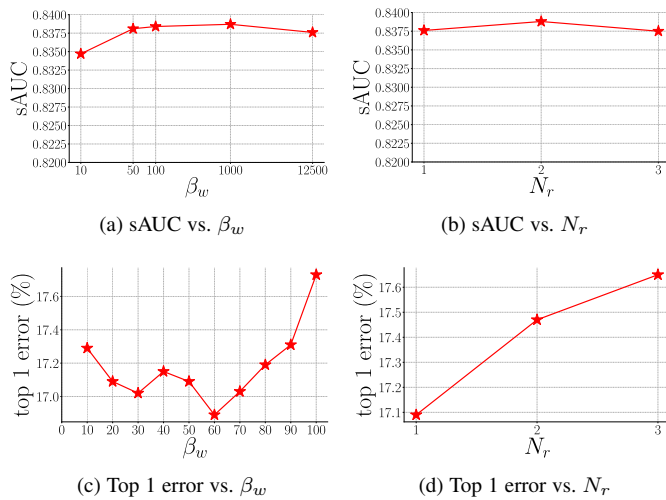 0.8400
0.8375
0.8350
0.8325
0.8300
0.8275
0.8250
0.8225
0.8200
sAUC
10 50 100 1000 12500
β_w
(a) sAUC vs. β_w
0.8400
0.8375
0.8350
0.8325
0.8300
0.8275
0.8250
0.8225
0.8200
sAUC
1 2 3
N_r
(b) sAUC vs. N_r
17.6
17.4
17.2
17.0
top 1 error (%)
0 10 20 30 40 50 60 70 80 90 100
β_w
(c) Top 1 error vs. β_w
17.6
17.5
17.4
17.3
17.2
17.1
top 1 error (%)
1 2 3
N_r
(d) Top 1 error vs. N_r